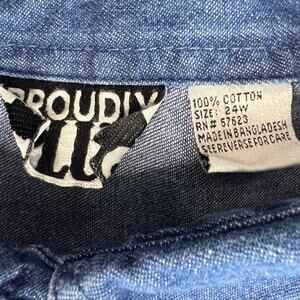 PROUDLY
100% COTTON
SIZE: 24W
RN# 57623
MADE IN BANGLADESH
SEE REVERSE FOR CARE